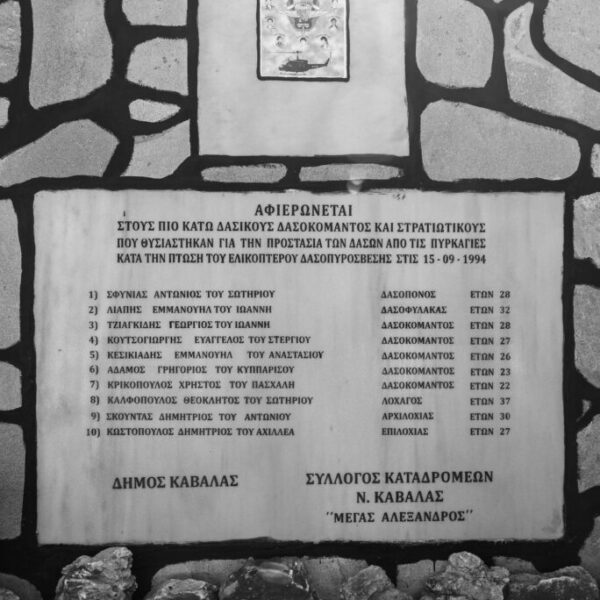 ΑΦΙΕΡΩΝΕΤΑΙ
ΣΤΟΥΣ ΠΙΟ ΚΑΤΩ ΔΑΣΙΚΟΥΣ ΔΑΣΟΚΟΜΑΝΤΟΣ ΚΑΙ ΣΤΡΑΤΙΩΤΙΚΟΥΣ
ΠΟΥ ΘΥΣΙΑΣΤΗΚΑΝ ΓΙΑ ΤΗΝ ΠΡΟΣΤΑΣΙΑ ΤΩΝ ΔΑΣΩΝ ΑΠΟ ΤΙΣ ΠΥΡΚΑΓΙΕΣ
ΚΑΤΑ ΤΗΝ ΠΤΩΣΗ ΤΟΥ ΕΛΙΚΟΠΤΕΡΟΥ ΔΑΣΟΠΥΡΟΣΒΕΣΗΣ ΣΤΙΣ 15-09-1994
1) ΣΦΥΝΙΑΣ ΑΝΤΩΝΙΟΣ ΤΟΥ ΣΩΤΗΡΙΟΥ ΔΑΣΟΠΟΝΟΣ ΕΤΩΝ 28
2) ΛΙΑΠΗΣ ΕΜΜΑΝΟΥΗΛ ΤΟΥ ΙΩΑΝΝΗ ΔΑΣΟΦΥΛΑΚΑΣ ΕΤΩΝ 32
3) ΤΖΙΑΓΚΙΔΗΣ ΓΕΩΡΓΙΟΣ ΤΟΥ ΙΩΑΝΝΗ ΔΑΣΟΚΟΜΑΝΤΟΣ ΕΤΩΝ 28
4) ΚΟΥΤΣΟΓΙΩΡΓΗΣ ΕΥΑΓΓΕΛΟΣ ΤΟΥ ΣΤΕΡΓΙΟΥ ΔΑΣΟΚΟΜΑΝΤΟΣ ΕΤΩΝ 27
5) ΚΕΣΙΚΙΑΔΗΣ ΕΜΜΑΝΟΥΗΛ ΤΟΥ ΑΝΑΣΤΑΣΙΟΥ ΔΑΣΟΚΟΜΑΝΤΟΣ ΕΤΩΝ 26
6) ΑΔΑΜΟΣ ΓΡΗΓΟΡΙΟΣ ΤΟΥ ΚΥΠΠΑΡΙΣΟΥ ΔΑΣΟΚΟΜΑΝΤΟΣ ΕΤΩΝ 23
7) ΚΡΙΚΟΠΟΥΛΟΣ ΧΡΗΣΤΟΣ ΤΟΥ ΠΑΣΧΑΛΗ ΔΑΣΟΚΟΜΑΝΤΟΣ ΕΤΩΝ 22
8) ΚΑΛΦΟΠΟΥΛΟΣ ΘΕΟΚΛΗΤΟΣ ΤΟΥ ΣΩΤΗΡΙΟΥ ΛΟΧΑΓΟΣ ΕΤΩΝ 37
9) ΣΚΟΥΝΤΑΣ ΔΗΜΗΤΡΙΟΣ ΤΟΥ ΑΝΤΩΝΙΟΥ ΑΡΧΙΛΟΧΙΑΣ ΕΤΩΝ 30
10) ΚΩΣΤΟΠΟΥΛΟΣ ΔΗΜΗΤΡΙΟΣ ΤΟΥ ΑΧΙΛΛΕΑ ΕΠΙΛΟΧΙΑΣ ΕΤΩΝ 27
ΔΗΜΟΣ ΚΑΒΑΛΑΣ
ΣΥΛΛΟΓΟΣ ΚΑΤΑΔΡΟΜΕΩΝ
Ν. ΚΑΒΑΛΑΣ
"ΜΕΓΑΣ ΑΛΕΞΑΝΔΡΟΣ"